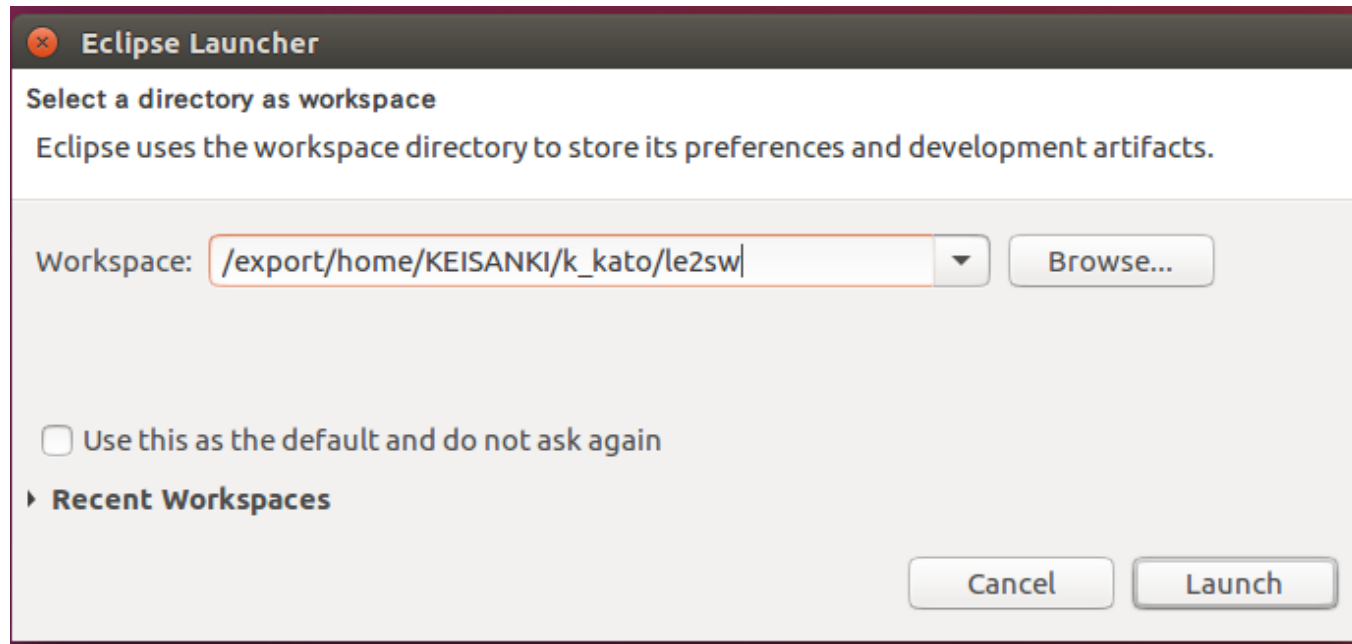 Eclipse Launcher
Select a directory as workspace
Eclipse uses the workspace directory to store its preferences and development artifacts.
Workspace: /export/home/KEISANKI/k_kato/le2sw Browse...
Use this as the default and do not ask again
Recent Workspaces
Cancel Launch